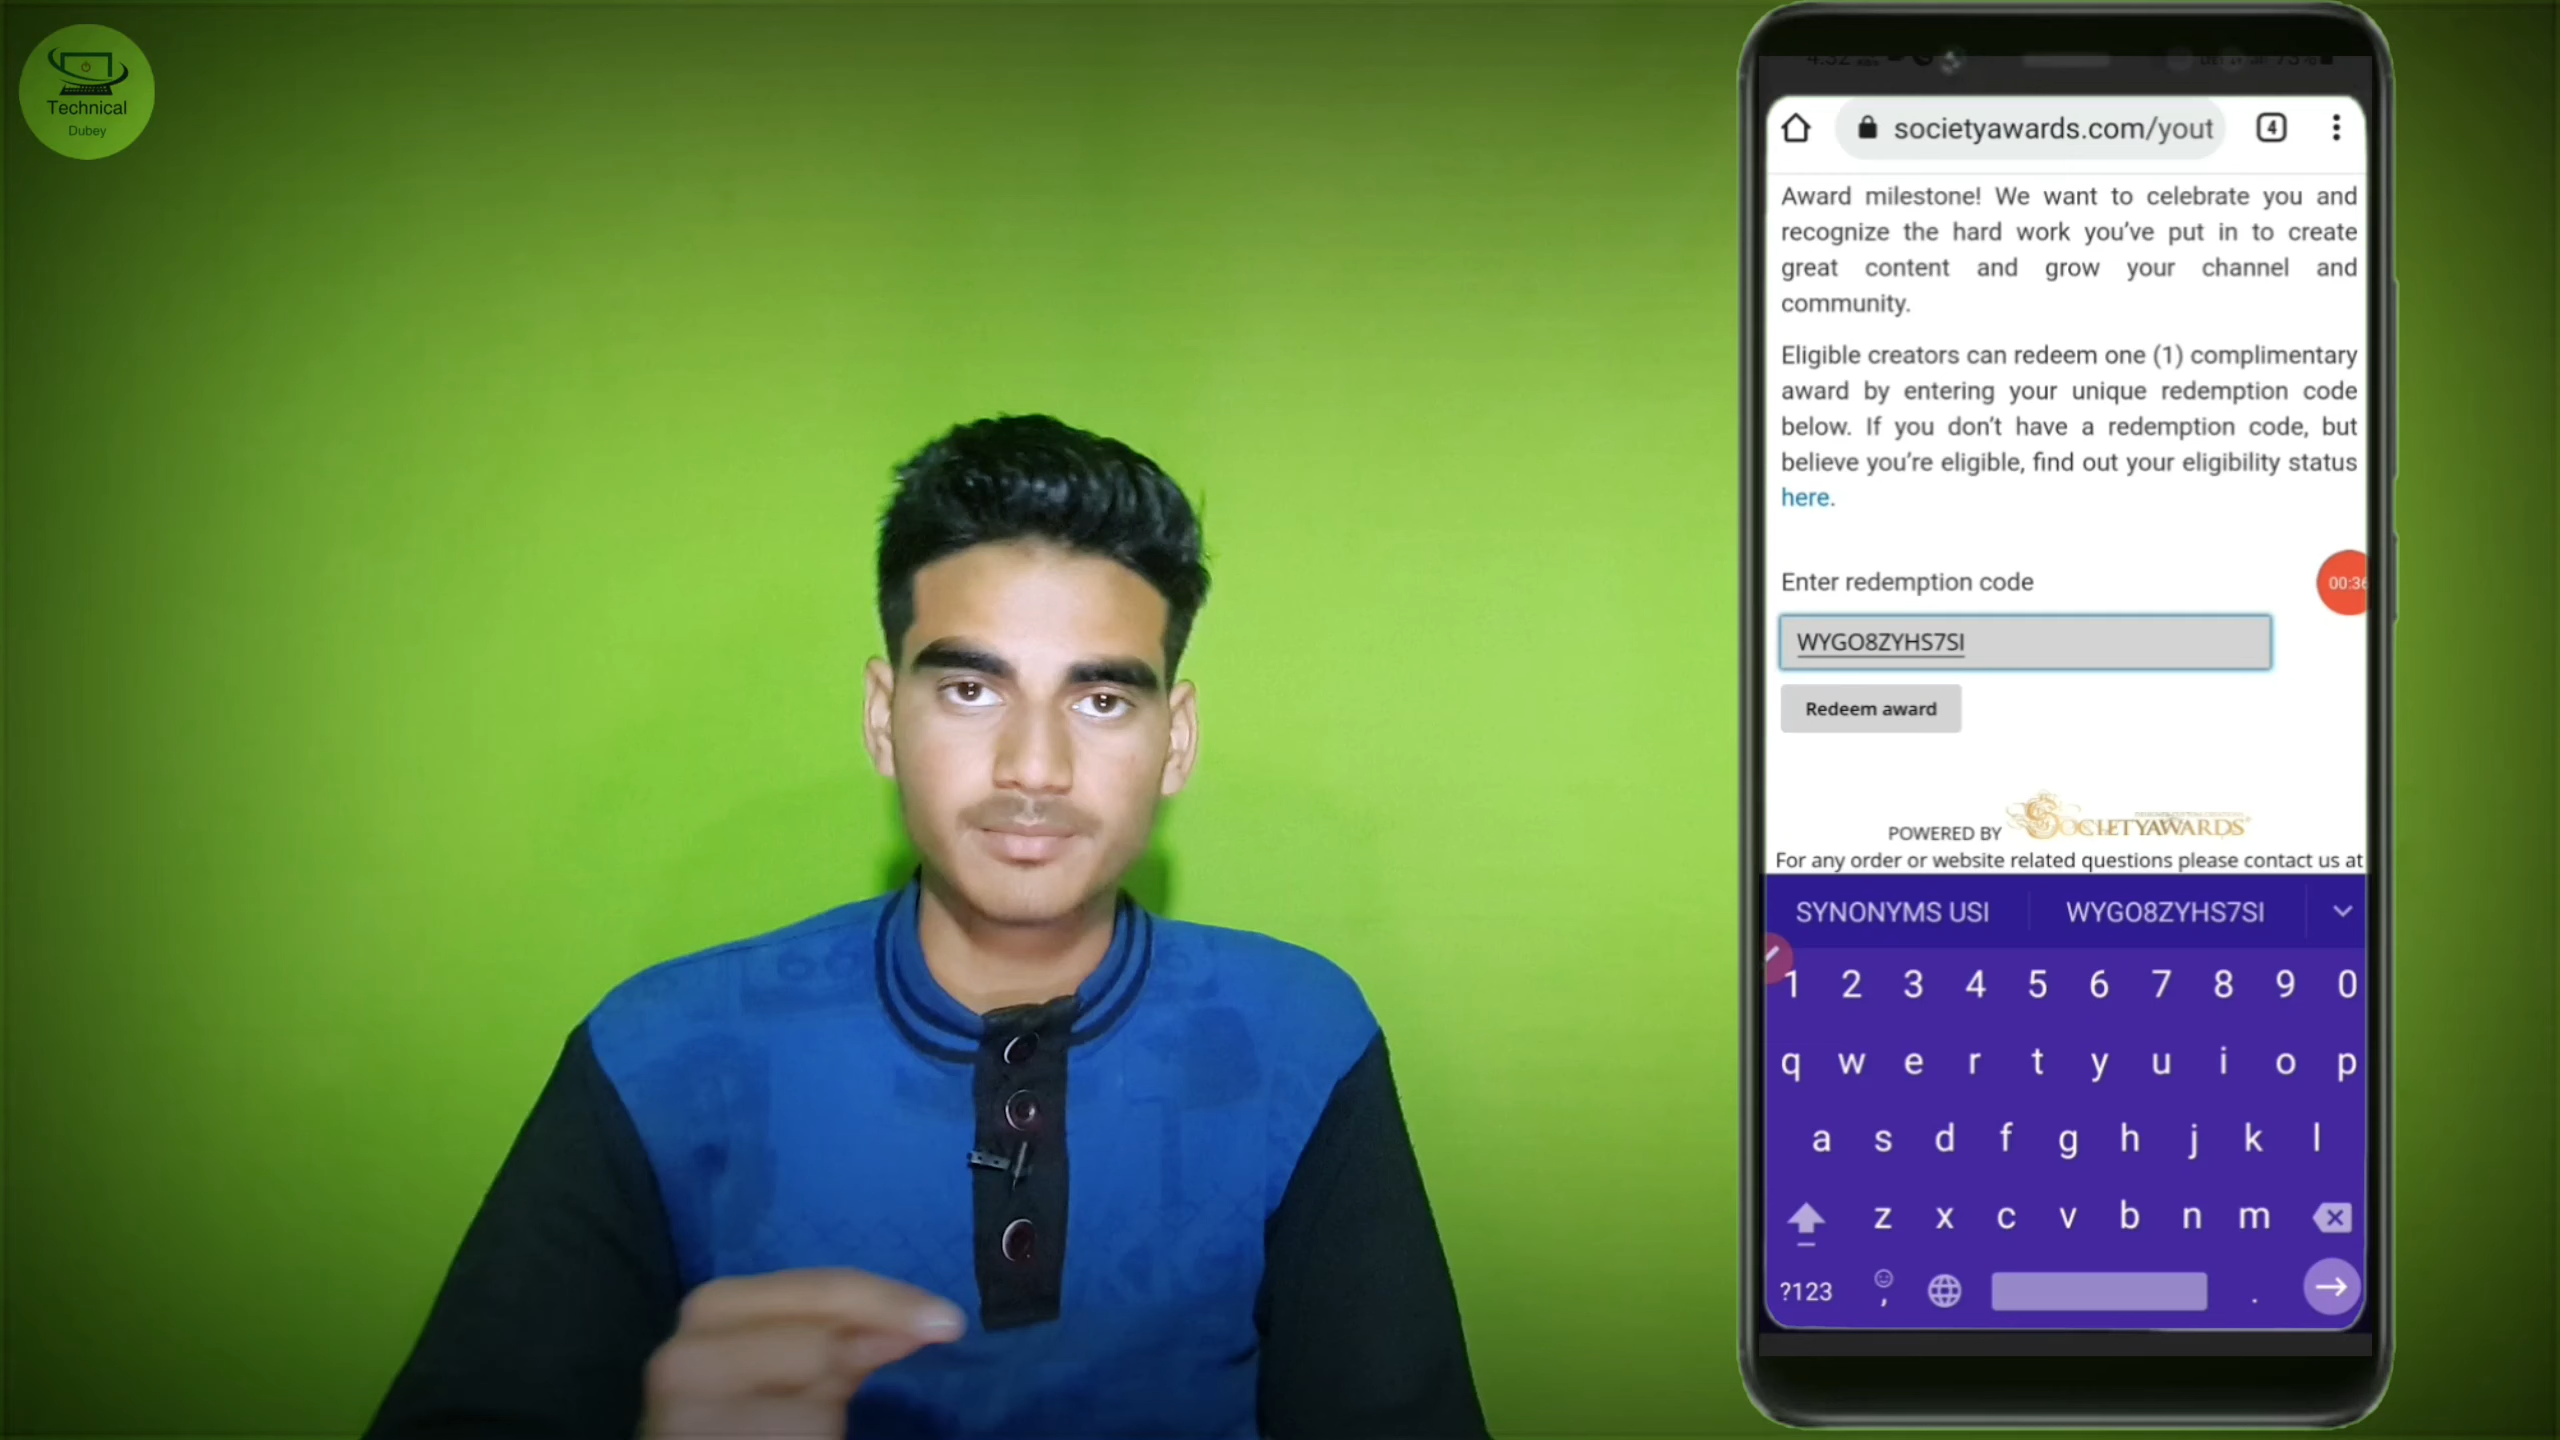 Technical
Dubey
societyawards.com/yout
4
Award milestone! We want to celebrate you and
recognize the hard work you’ve put in to create
great content and grow your channel and
community.
Eligible creators can redeem one (1) complimentary
award by entering your unique redemption code
below. If you don’t have a redemption code, but
believe you’re eligible, find out your eligibility status
here.
Enter redemption code
00:36
WYGO8ZYHS7SI
Redeem award
POWERED BY SOCIETYAWARDS
For any order or website related questions please contact us at
SYNONYMS USI WYGO8ZYHS7SI
1 2 3 4 5 6 7 8 9 0
q w e r t y u i o p
a s d f g h j k l
z x c v b n m
?123 , .